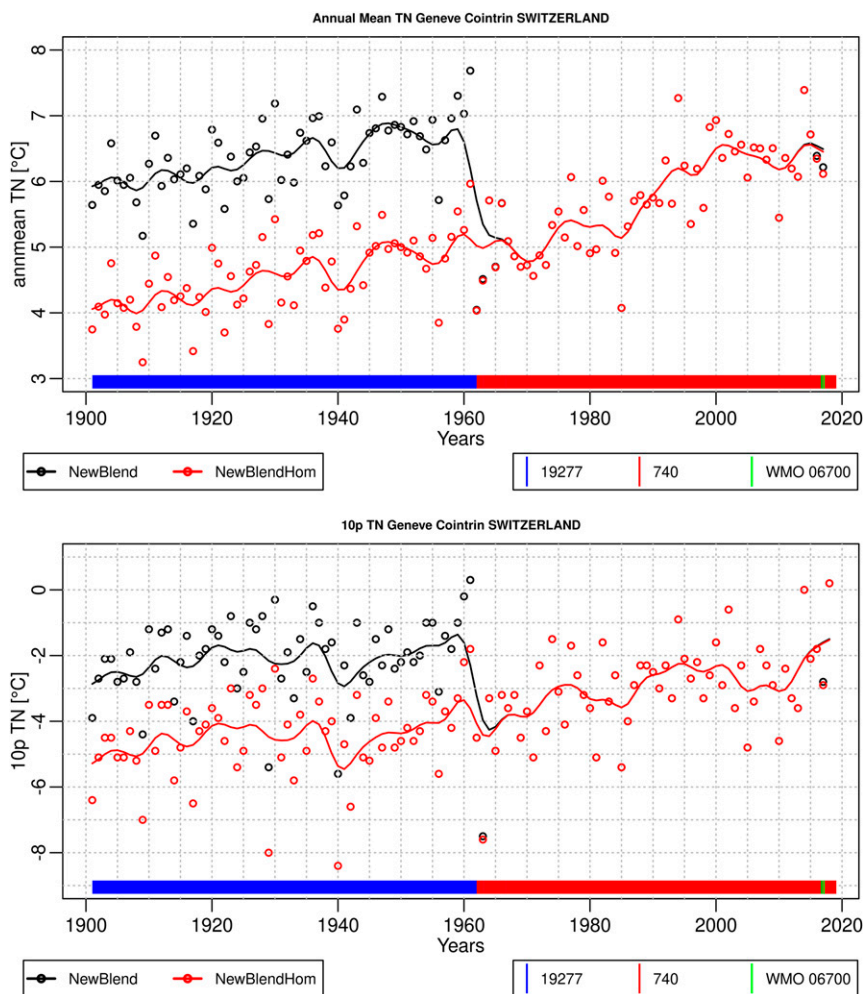 Annual Mean TN Geneve Cointrin SWITZERLAND
8
7
6
5
4
3
annmean TN [°C]
1900 1920 1940 1960 1980 2000 2020
Years
NewBlend NewBlendHom 19277 740 WMO 06700
10p TN Geneve Cointrin SWITZERLAND
0
-2
-4
-6
-8
10p TN [°C]
1900 1920 1940 1960 1980 2000 2020
Years
NewBlend NewBlendHom 19277 740 WMO 06700